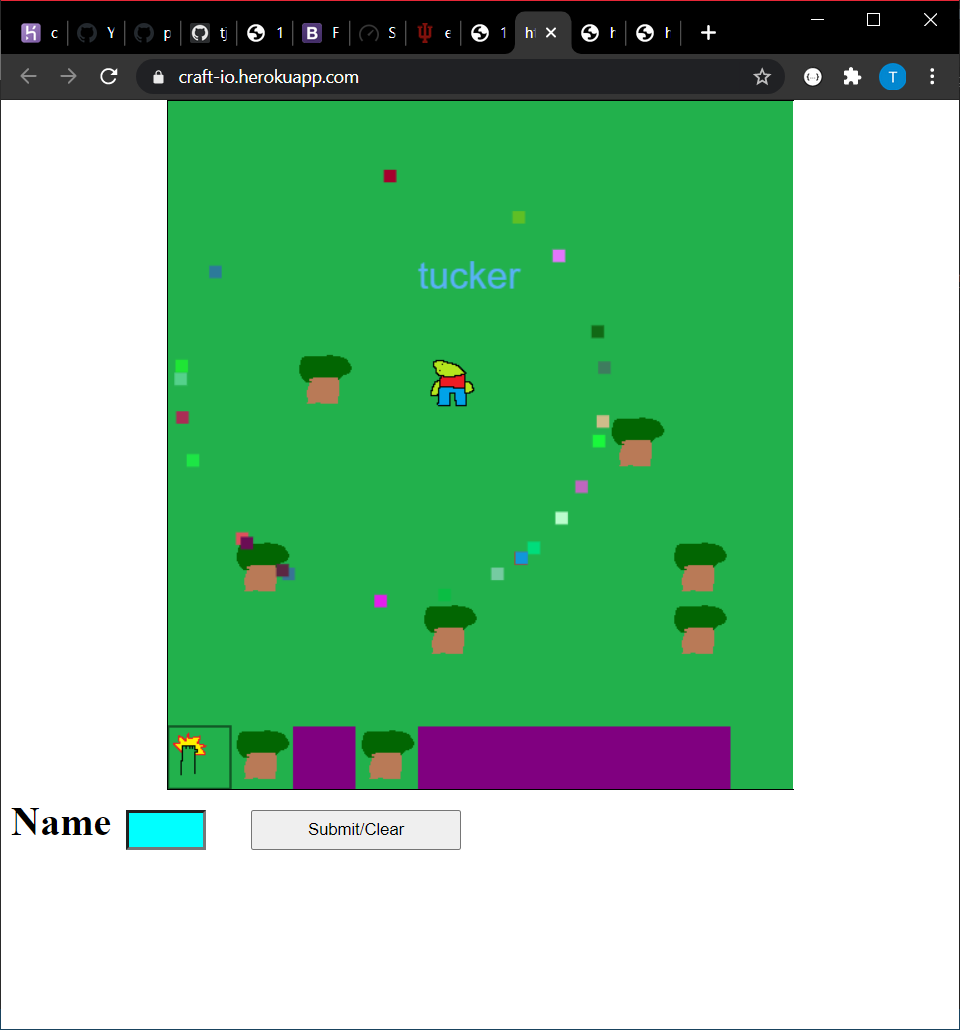 c Y p tj 1 F S e 1 ht h h
craft-io.herokuapp.com
T
tucker
Name
Submit/Clear